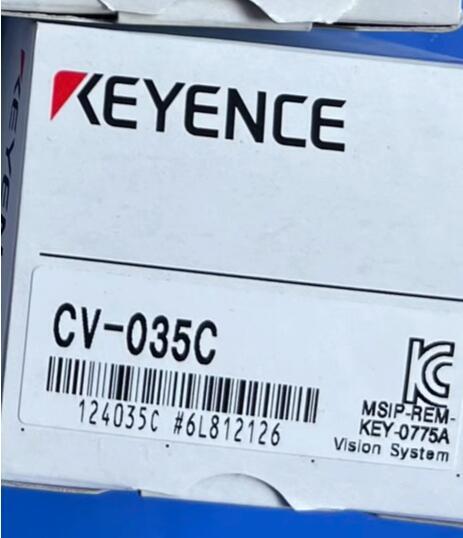 KEYENCE
CV-035C
124035C #6L812126
MSIP-REM-
KEY-0775A
Vision System